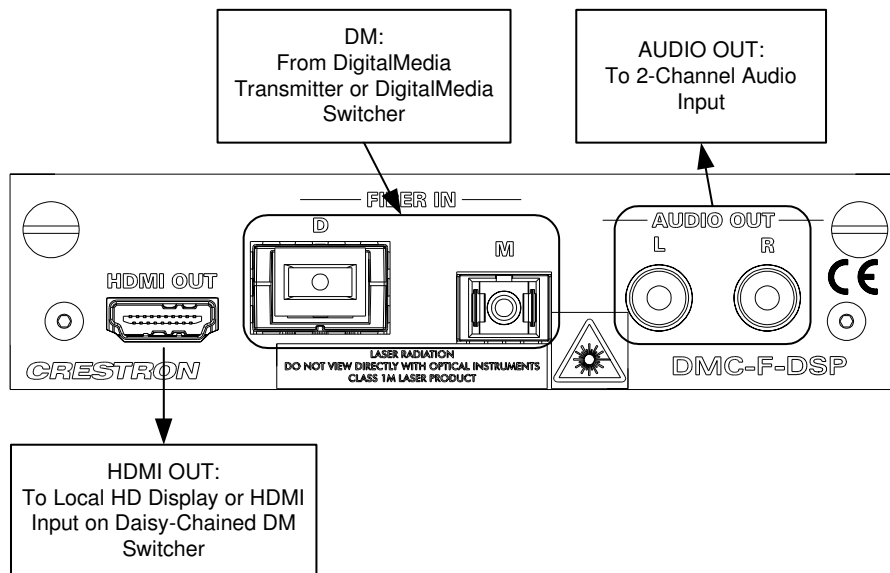 DM:
From DigitalMedia
Transmitter or DigitalMedia
Switcher
AUDIO OUT:
To 2-Channel Audio
Input
FIBER IN
D
M
HDMI OUT
AUDIO OUT
L
R
CE
CRESTRON
LASER RADIATION
DO NOT VIEW DIRECTLY WITH OPTICAL INSTRUMENTS
CLASS 1M LASER PRODUCT
DMC-F-DSP
HDMI OUT:
To Local HD Display or HDMI
Input on Daisy-Chained DM
Switcher